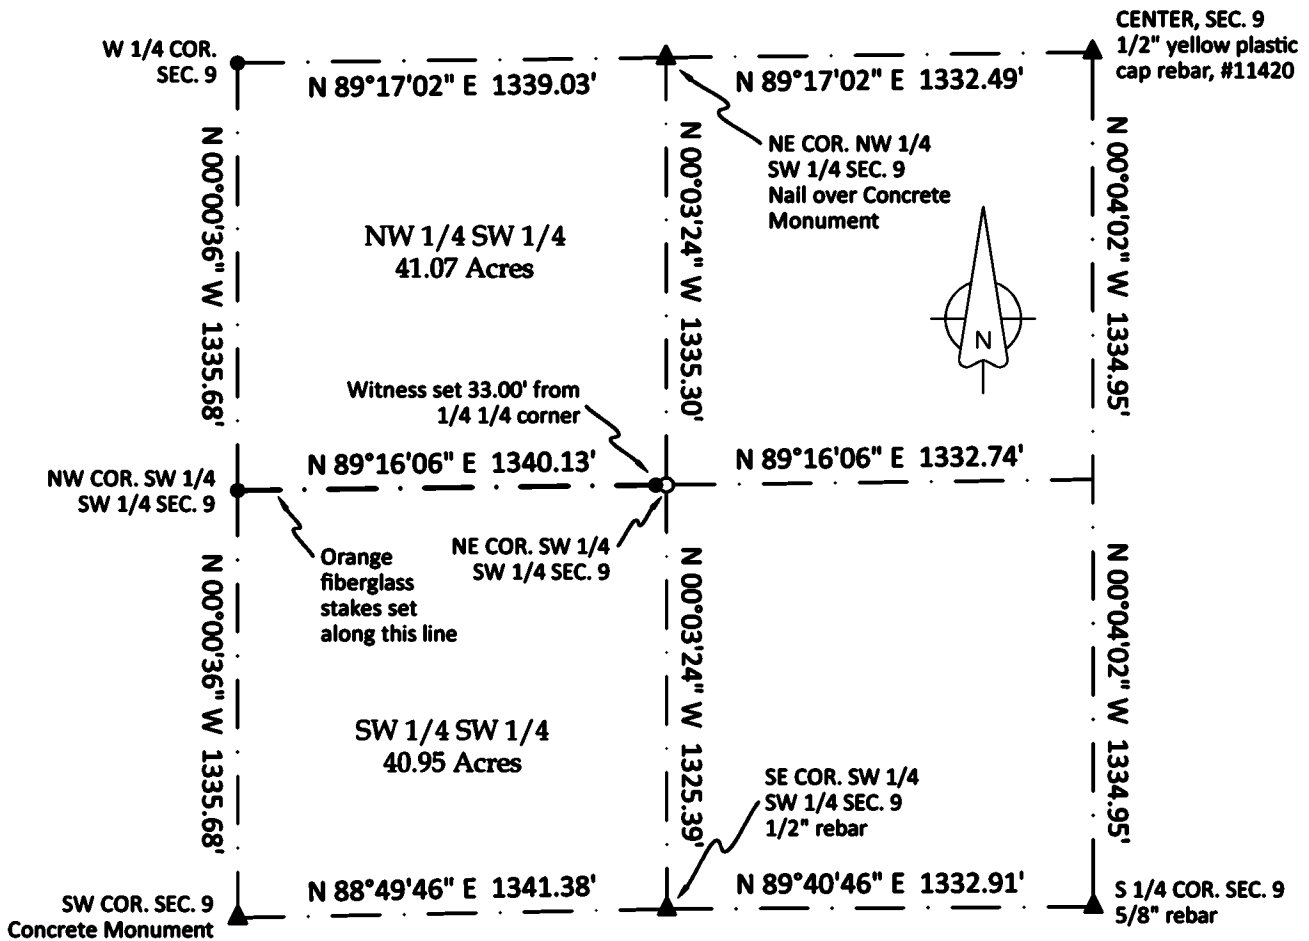 W 1/4 COR.
SEC. 9
N 89°17'02" E 1339.03'
N 89°17'02" E 1332.49'
CENTER, SEC. 9
1/2" yellow plastic
cap rebar, #11420
NE COR. NW 1/4
SW 1/4 SEC. 9
Nail over Concrete
Monument
N 00°00'36" W 1335.68'
N 00°03'24" W 1335.30'
N 00°04'02" W 1334.95'
NW 1/4 SW 1/4
41.07 Acres
N
Witness set 33.00' from
1/4 1/4 corner
N 89°16'06" E 1340.13'
N 89°16'06" E 1332.74'
NW COR. SW 1/4
SW 1/4 SEC. 9
NE COR. SW 1/4
SW 1/4 SEC. 9
Orange
fiberglass
stakes set
along this line
N 00°00'36" W 1335.68'
N 00°03'24" W 1325.39'
N 00°04'02" W 1334.95'
SW 1/4 SW 1/4
40.95 Acres
SE COR. SW 1/4
SW 1/4 SEC. 9
1/2" rebar
N 88°49'46" E 1341.38'
N 89°40'46" E 1332.91'
SW COR. SEC. 9
Concrete Monument
S 1/4 COR. SEC. 9
5/8" rebar